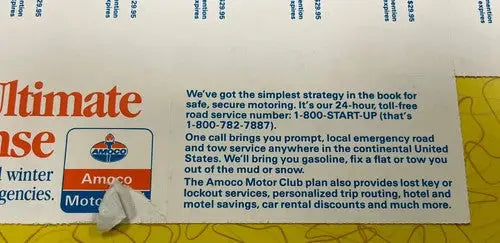 mention
expires
$29.95
Ultimate
nse
l winter
gencies.
AMOCO
Amoco
Moto
We've got the simplest strategy in the book for
safe, secure motoring. It's our 24-hour, toll-free
road service number: 1-800-START-UP (that's
1-800-782-7887).
One call brings you prompt, local emergency road
and tow service anywhere in the continental United
States. We'll bring you gasoline, fix a flat or tow you
out of the mud or snow.
The Amoco Motor Club plan also provides lost key or
lockout services, personalized trip routing, hotel and
motel savings, car rental discounts and much more.